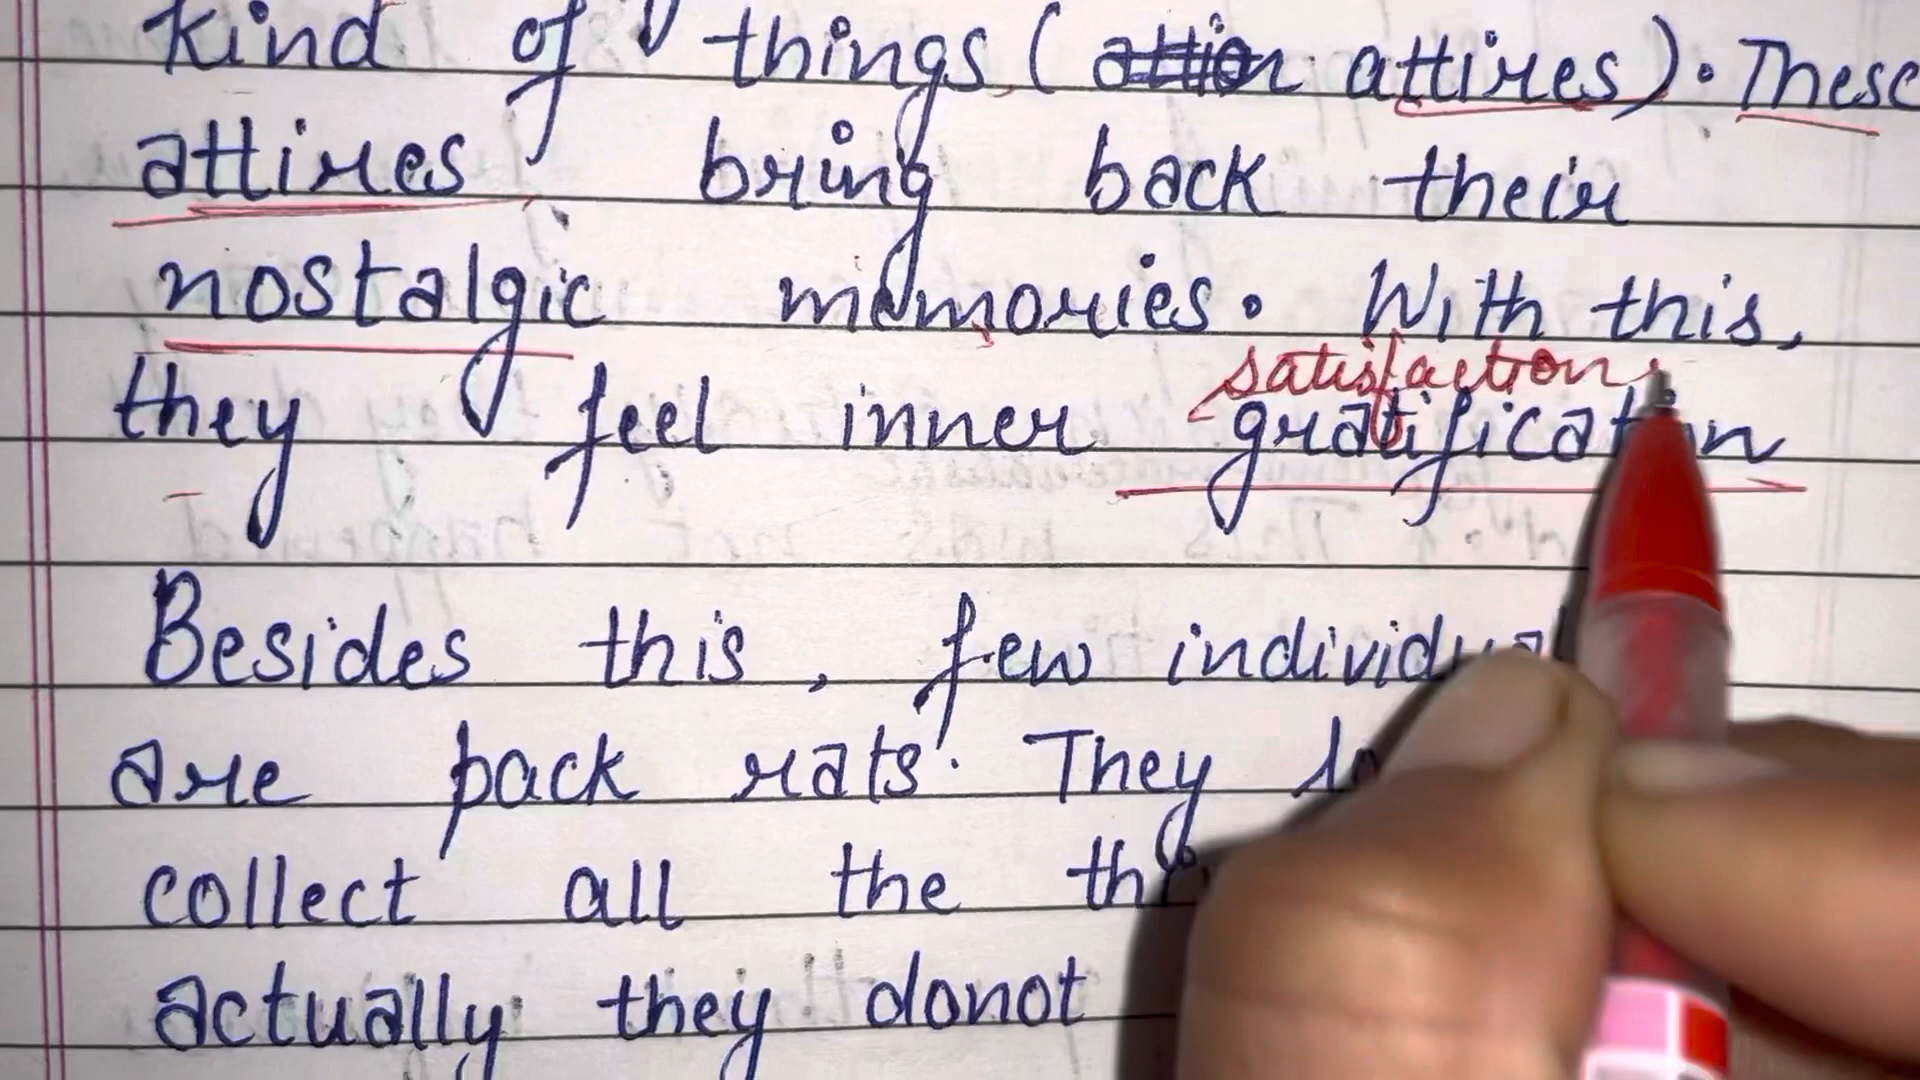 kind of things ( attires). These
attires bring back their
nostalgic memories. With this,
satisfaction
they feel inner gratification
Besides this, few
are pack rats. They
collect all the
actually they donot